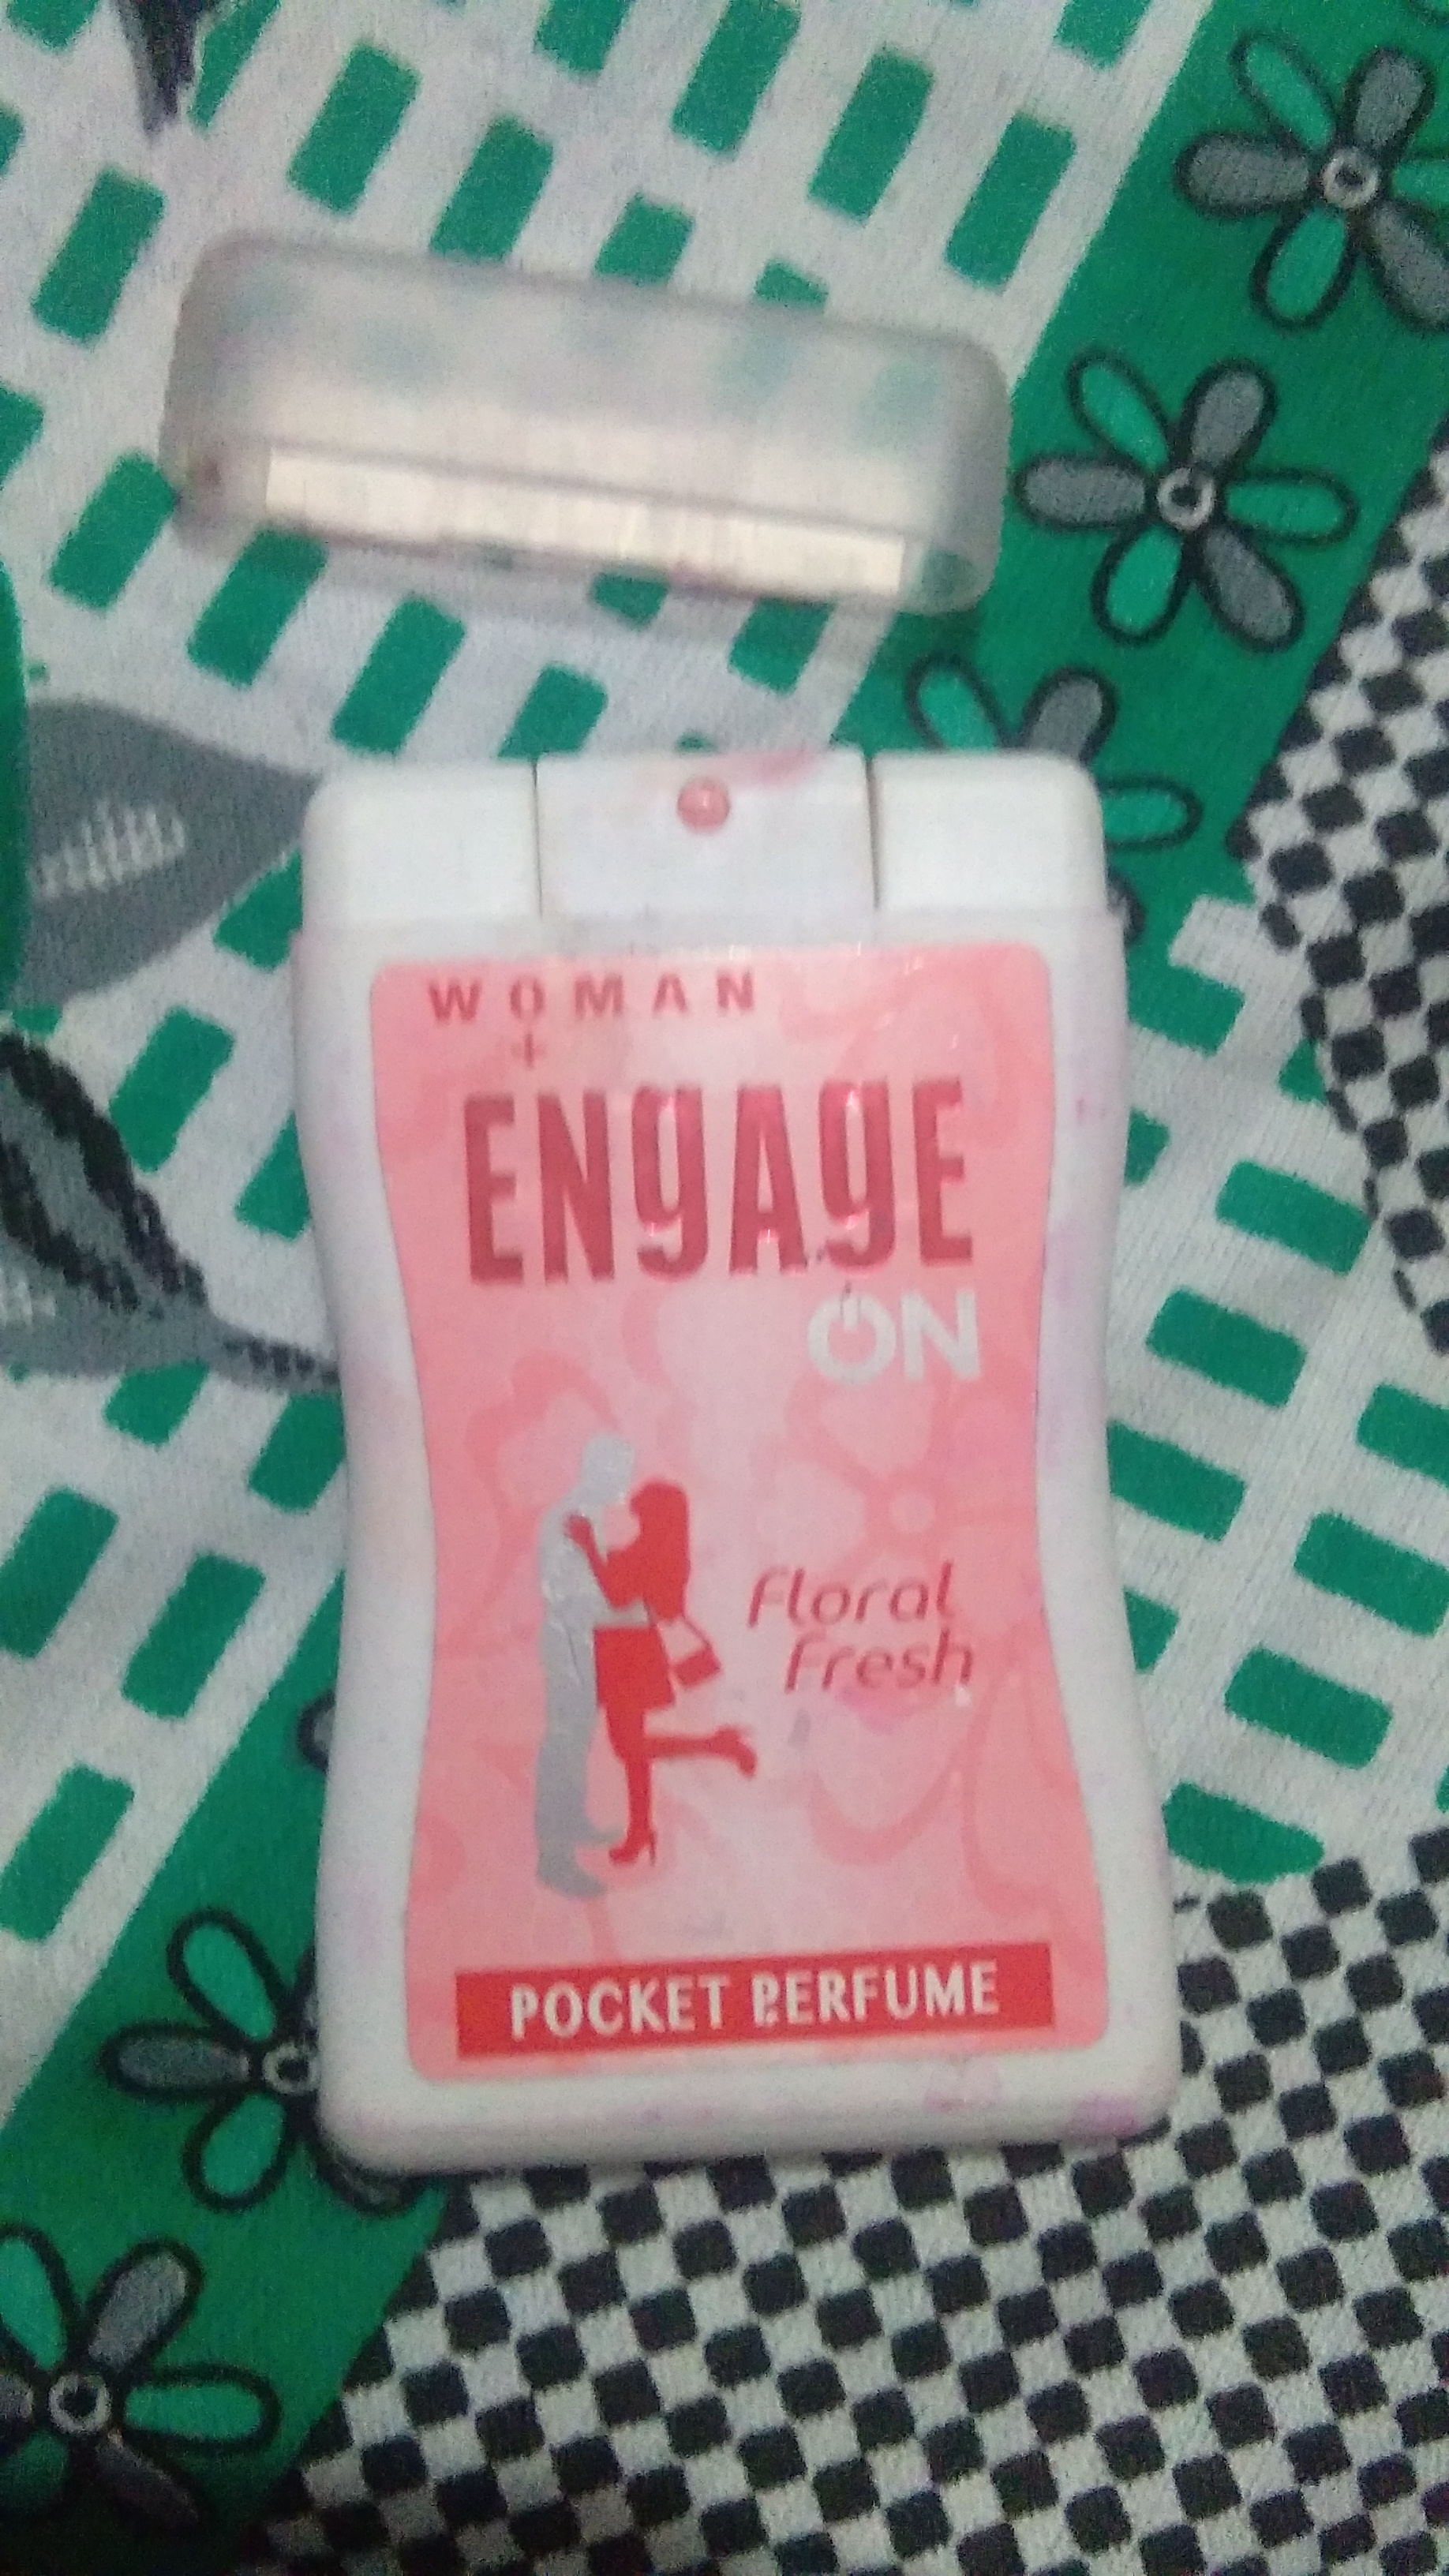 WOMAN
ENgAgE
ON
Floral
Fresh
POCKET PERFUME